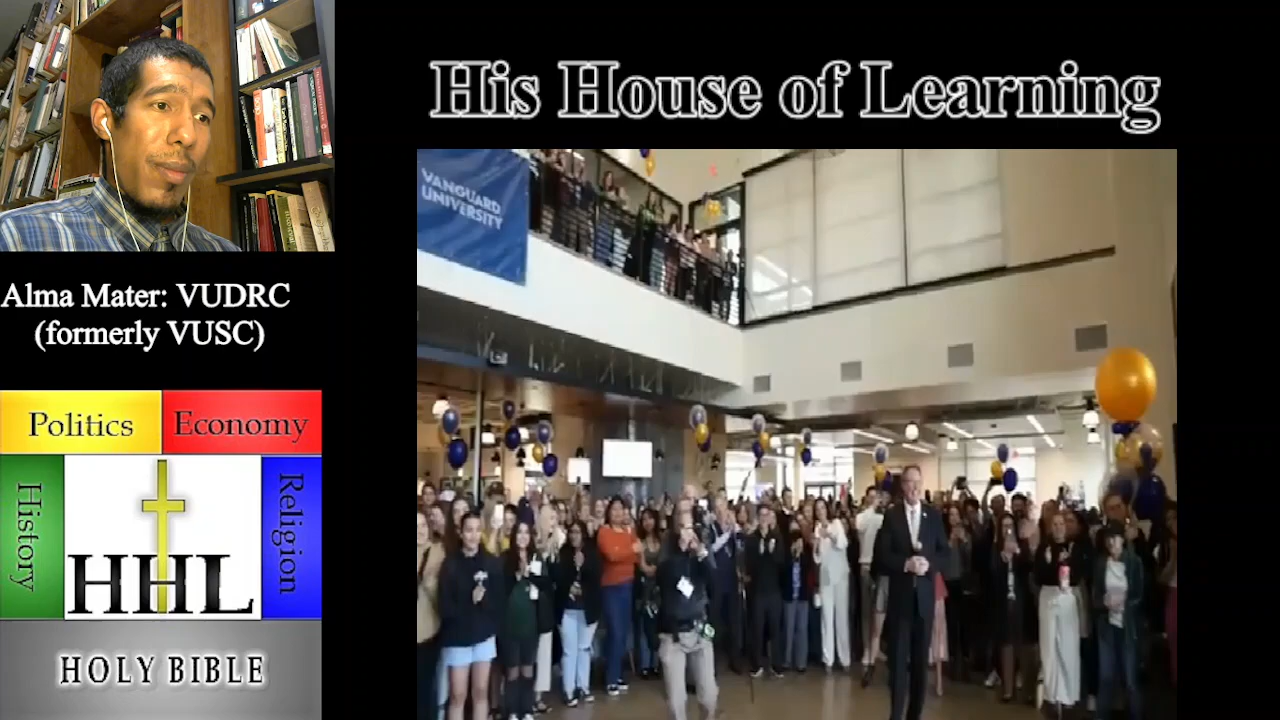 His House of Learning
VANGUARD
UNIVERSITY
Alma Mater: VUDRC
(formerly VUSC)
Politics
Economy
History
Religion
HHL
HOLY BIBLE